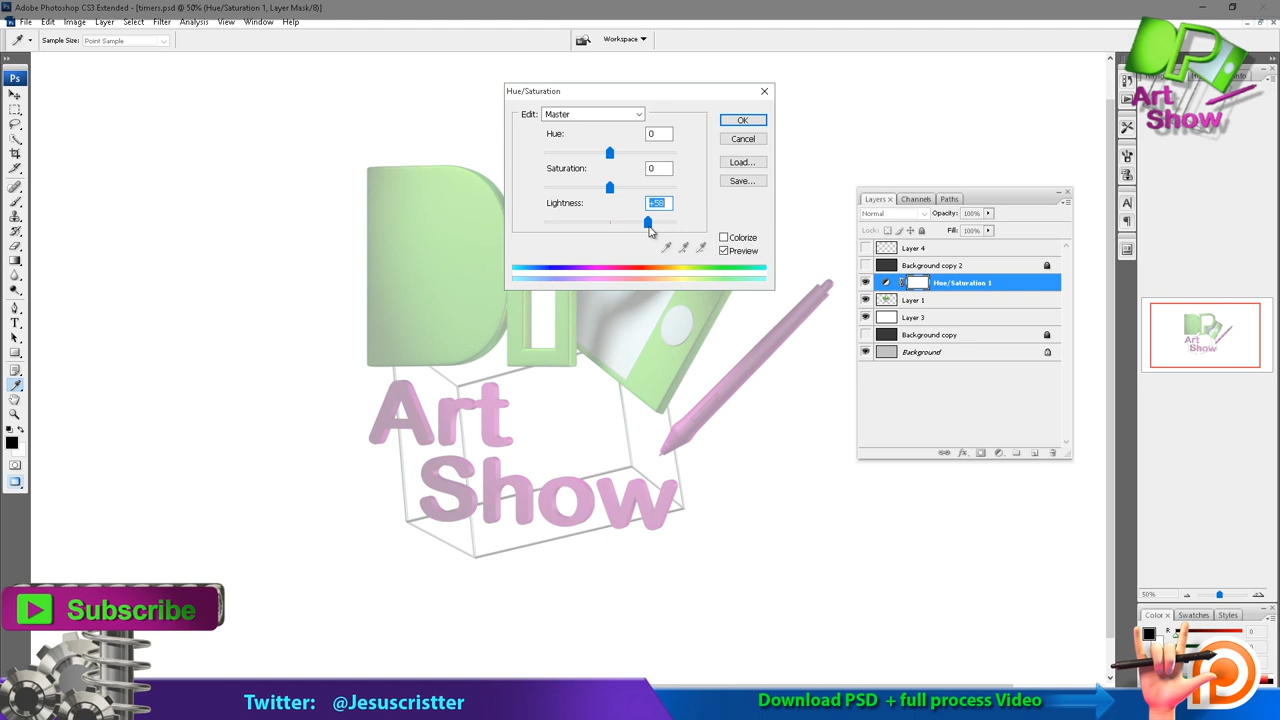 Adobe Photoshop CS3 Extended - [timers.psd @ 50% (Hue/Saturation 1, Layer Mask/8)]
File Edit Image Layer Select Filter Analysis View Window Help
Sample Size: Point Sample
Workspace
Ps
Hue/Saturation
Edit: Master
Hue: 0
Saturation: 0
Lightness: +59
OK
Cancel
Load...
Save...
Colorize
Preview
DP
Art
Show
Art
Show
Layers × Channels Paths
Normal Opacity: 100%
Lock: Fill: 100%
Layer 4
Background copy 2
Hue/Saturation 1
Layer 1
Layer 3
Background copy
Background
50%
Color × Swatches Styles
R 0
Subscribe
Twitter: @Jesuscristter
Download PSD + full process Video